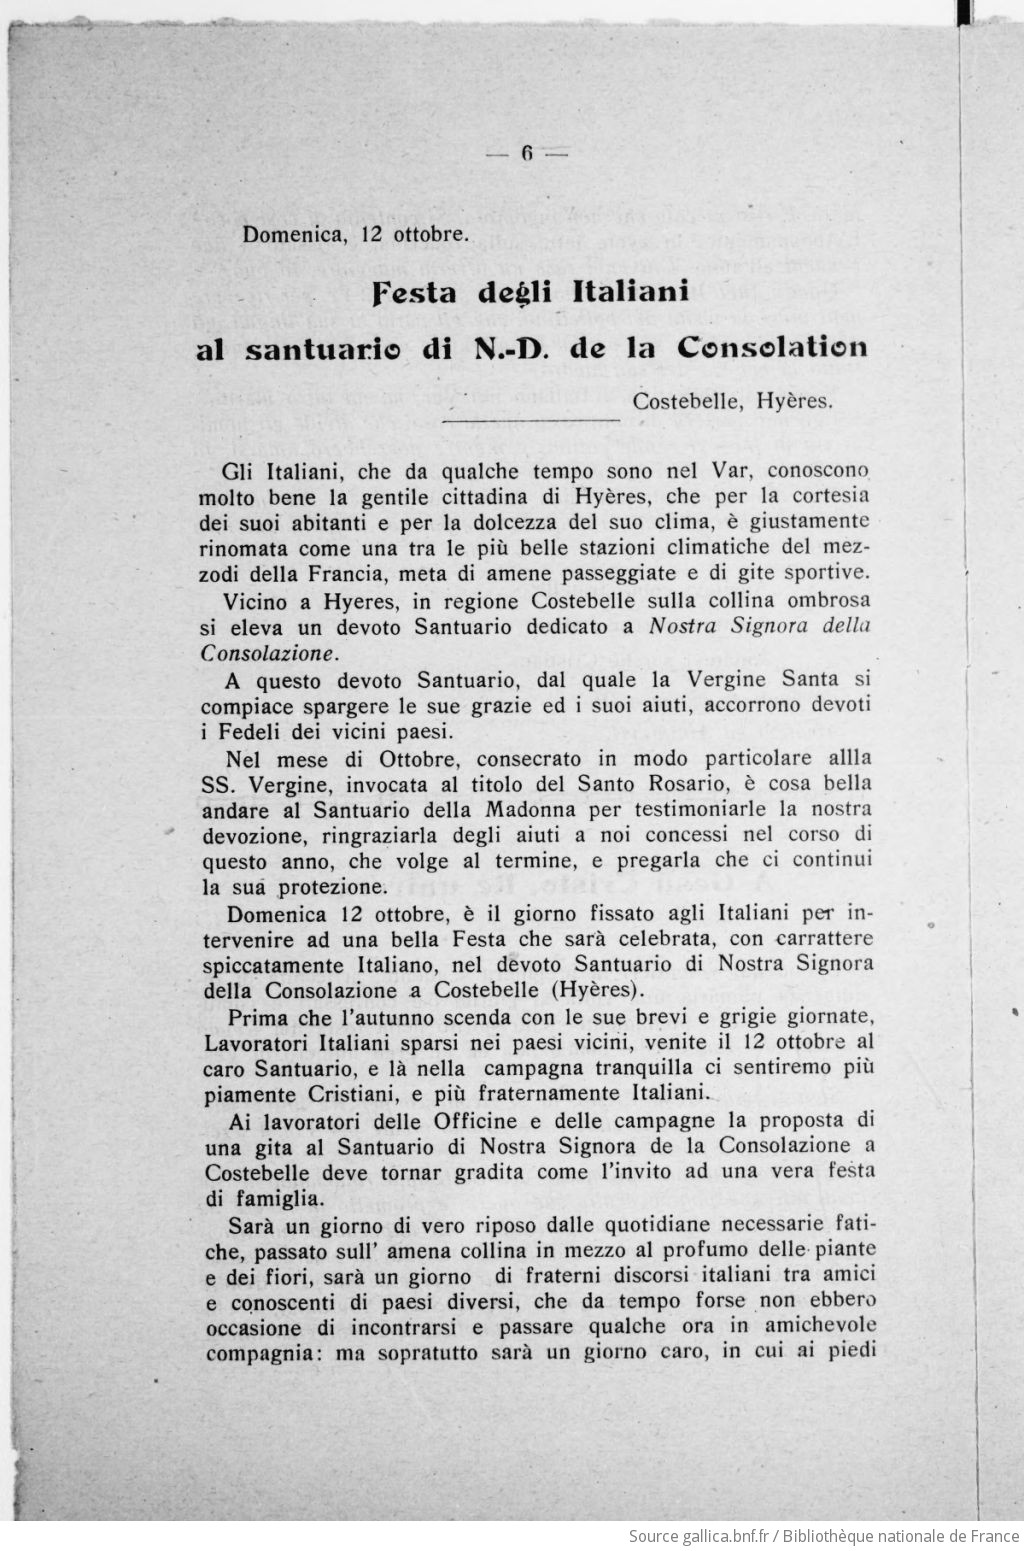 — 6 —
Domenica, 12 ottobre.
Festa degli Italiani
al santuario di N.-D. de la Consolation
Costebelle, Hyères.
Gli Italiani, che da qualche tempo sono nel Var, conoscono
molto bene la gentile cittadina di Hyères, che per la cortesia
dei suoi abitanti e per la dolcezza del suo clima, è giustamente
rinomata come una tra le più belle stazioni climatiche del mez-
zodi della Francia, meta di amene passeggiate e di gite sportive.
Vicino a Hyeres, in regione Costebelle sulla collina ombrosa
si eleva un devoto Santuario dedicato a Nostra Signora della
Consolazione.
A questo devoto Santuario, dal quale la Vergine Santa si
compiace spargere le sue grazie ed i suoi aiuti, accorrono devoti
i Fedeli dei vicini paesi.
Nel mese di Ottobre, consecrato in modo particolare allla
SS. Vergine, invocata al titolo del Santo Rosario, è cosa bella
andare al Santuario della Madonna per testimoniarle la nostra
devozione, ringraziarla degli aiuti a noi concessi nel corso di
questo anno, che volge al termine, e pregarla che ci continui
la sua protezione.
Domenica 12 ottobre, è il giorno fissato agli Italiani per in-
tervenire ad una bella Festa che sarà celebrata, con carrattere
spiccatamente Italiano, nel devoto Santuario di Nostra Signora
della Consolazione a Costebelle (Hyères).
Prima che l'autunno scenda con le sue brevi e grigie giornate,
Lavoratori Italiani sparsi nei paesi vicini, venite il 12 ottobre al
caro Santuario, e là nella campagna tranquilla ci sentiremo più
piamente Cristiani, e più fraternamente Italiani.
Ai lavoratori delle Officine e delle campagne la proposta di
una gita al Santuario di Nostra Signora de la Consolazione a
Costebelle deve tornar gradita come l'invito ad una vera festa
di famiglia.
Sarà un giorno di vero riposo dalle quotidiane necessarie fati-
che, passato sull' amena collina in mezzo al profumo delle piante
e dei fiori, sarà un giorno di fraterni discorsi italiani tra amici
e conoscenti di paesi diversi, che da tempo forse non ebbero
occasione di incontrarsi e passare qualche ora in amichevole
compagnia: ma sopratutto sarà un giorno caro, in cui ai piedi
Source gallica.bnf.fr / Bibliothèque nationale de France